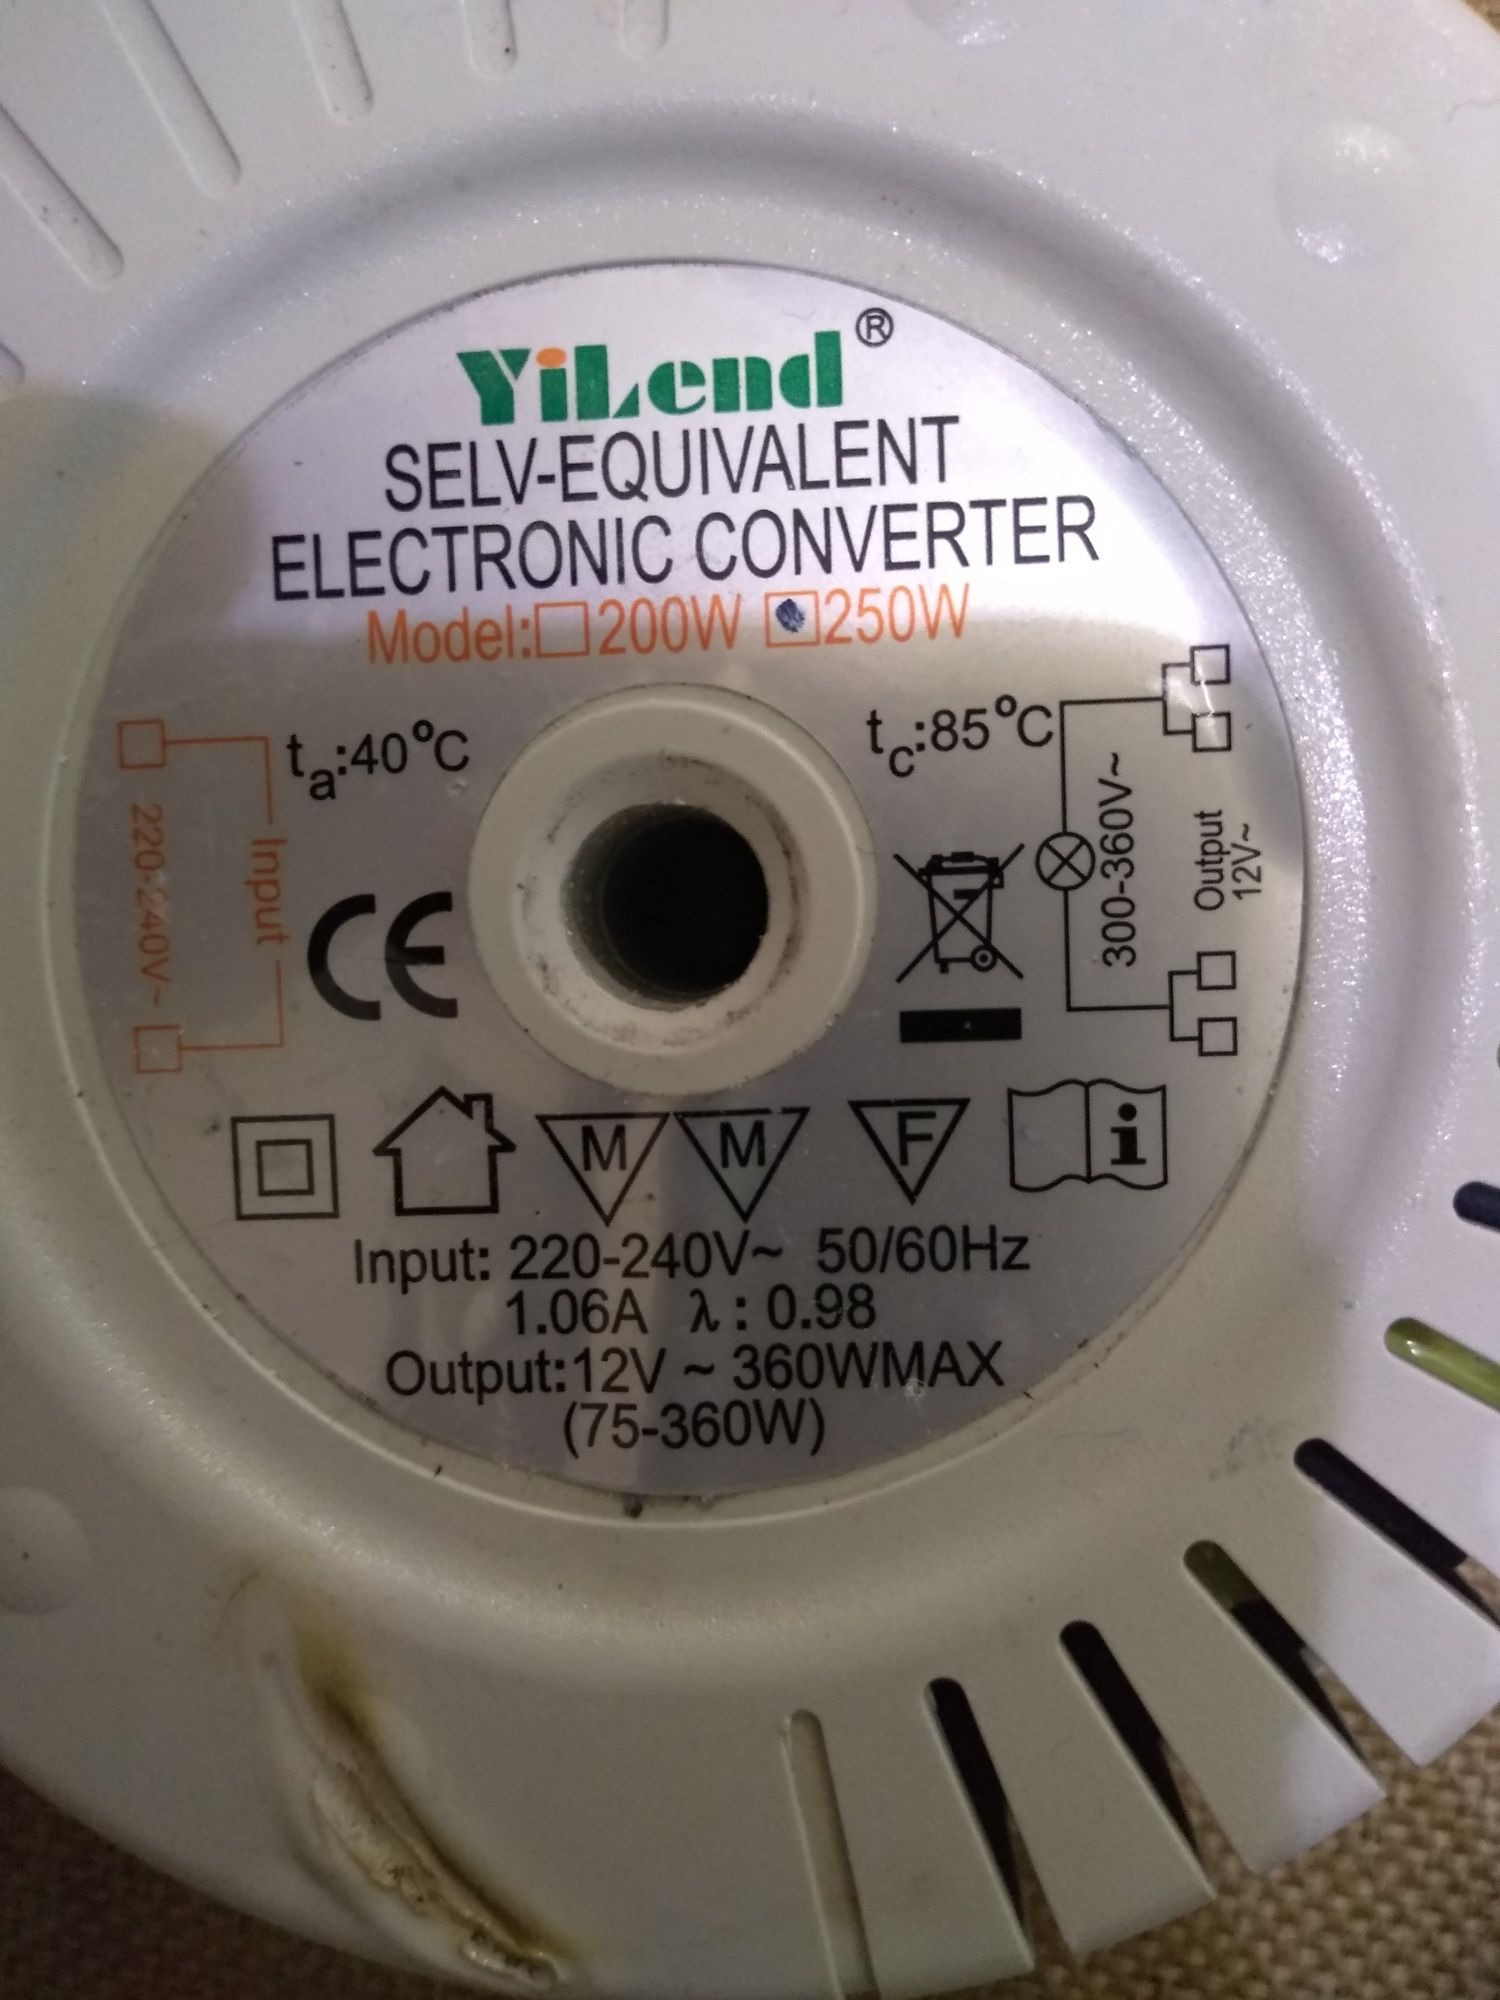 YiLend®
SELV-EQUIVALENT
ELECTRONIC CONVERTER
Model:□200W □250W
ta:40°C
tc:85°C
Input
220-240V~
CE
300-360V~
Output
12V~
M M F i
Input: 220-240V~ 50/60Hz
1.06A λ: 0.98
Output:12V ~ 360WMAX
(75-360W)